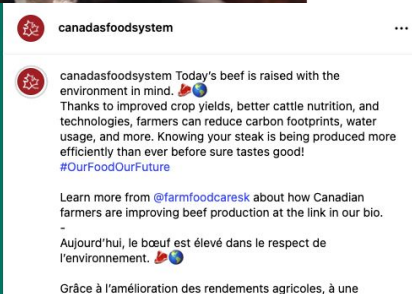 canadasfoodsystem
...
canadasfoodsystem Today's beef is raised with the
environment in mind. 🥩🌎
Thanks to improved crop yields, better cattle nutrition, and
technologies, farmers can reduce carbon footprints, water
usage, and more. Knowing your steak is being produced more
efficiently than ever before sure tastes good!
#OurFoodOurFuture
Learn more from @farmfoodcaresk about how Canadian
farmers are improving beef production at the link in our bio.
-
Aujourd'hui, le bœuf est élevé dans le respect de
l'environnement. 🥩🌎
Grâce à l'amélioration des rendements agricoles, à une